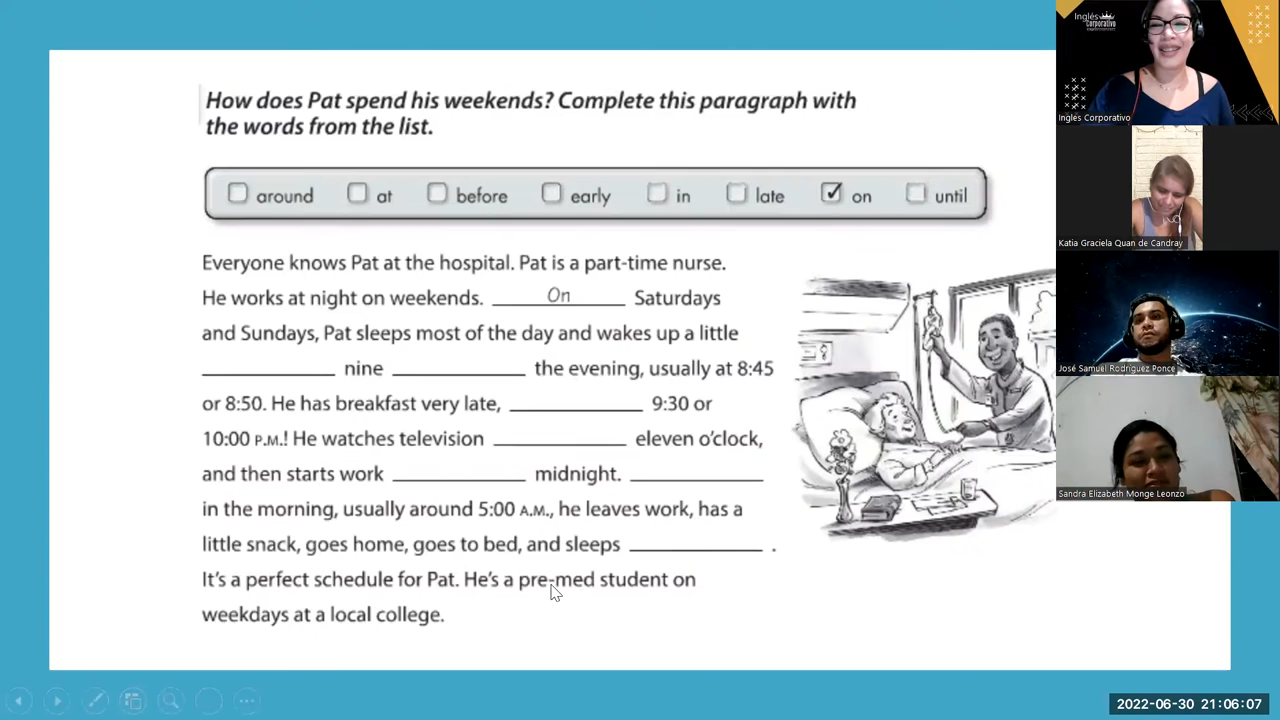 How does Pat spend his weekends? Complete this paragraph with
the words from the list.
around at before early in late on until
Everyone knows Pat at the hospital. Pat is a part-time nurse.
He works at night on weekends. On Saturdays
and Sundays, Pat sleeps most of the day and wakes up a little
nine the evening, usually at 8:45
or 8:50. He has breakfast very late, 9:30 or
10:00 P.M.! He watches television eleven o'clock,
and then starts work midnight.
in the morning, usually around 5:00 A.M., he leaves work, has a
little snack, goes home, goes to bed, and sleeps .
It's a perfect schedule for Pat. He's a pre-med student on
weekdays at a local college.
Inglés
Corporativo
Inglés Corporativo
Katia Graciela Quan de Candray
José Samuel Rodríguez Ponce
Sandra Elizabeth Monge Leonzo
2022-06-30 21:06:07